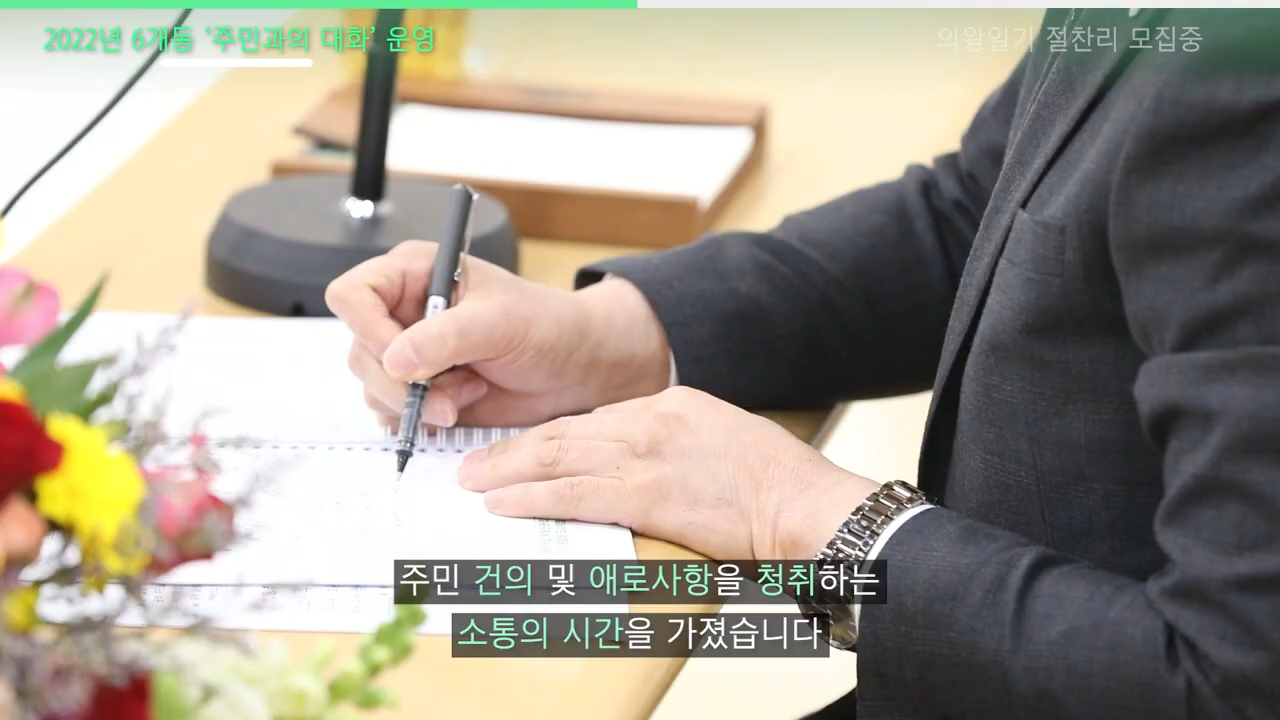 2022년 6개동 '주민과의 대화' 운영
의왕일기 절찬리 모집중
주민 건의 및 애로사항을 청취하는
소통의 시간을 가졌습니다